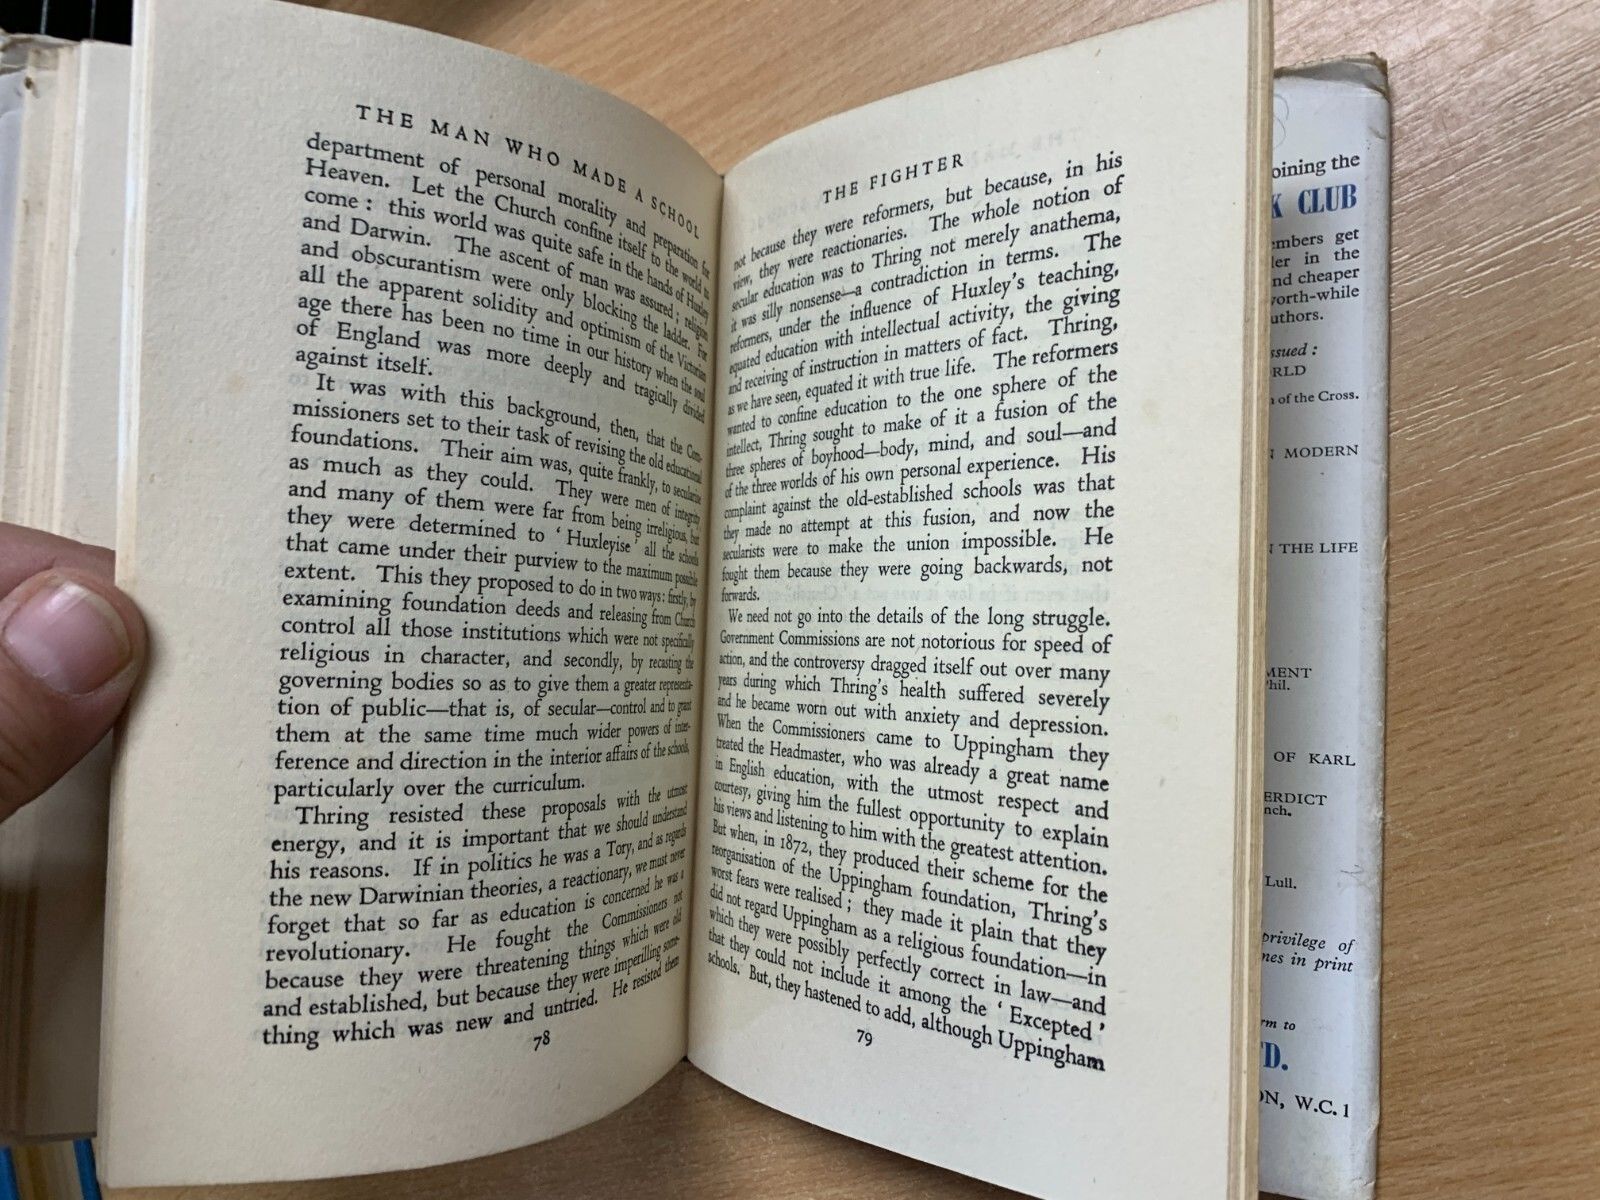 THE MAN WHO MADE A SCHOOL
department of personal morality and preparation for
Heaven. Let the Church confine itself to the world to
come : this world was quite safe in the hands of Huxley
and Darwin. The ascent of man was assured ; religion
and obscurantism were only blocking the ladder. For
all the apparent solidity and optimism of the Victorian
age there has been no time in our history when the soul
of England was more deeply and tragically divided
against itself.
It was with this background, then, that the Com-
missioners set to their task of revising the old educational
foundations. Their aim was, quite frankly, to secularise
as much as they could. They were men of integrity
and many of them were far from being irreligious, but
they were determined to ' Huxleyise ' all the schools
that came under their purview to the maximum possible
extent. This they proposed to do in two ways : firstly, by
examining foundation deeds and releasing from Church
control all those institutions which were not specifically
religious in character, and secondly, by recasting the
governing bodies so as to give them a greater representa-
tion of public—that is, of secular—control and to grant
them at the same time much wider powers of inter-
ference and direction in the interior affairs of the schools,
particularly over the curriculum.
Thring resisted these proposals with the utmost
energy, and it is important that we should understand
his reasons. If in politics he was a Tory, and as regards
the new Darwinian theories, a reactionary, we must never
forget that so far as education is concerned he was a
revolutionary. He fought the Commissioners not
because they were threatening things which were old
and established, but because they were imperilling some-
thing which was new and untried. He resisted them
78
THE FIGHTER
not because they were reformers, but because, in his
view, they were reactionaries. The whole notion of
secular education was to Thring not merely anathema,
it was silly nonsense—a contradiction in terms. The
reformers, under the influence of Huxley's teaching,
equated education with intellectual activity, the giving
and receiving of instruction in matters of fact. Thring,
as we have seen, equated it with true life. The reformers
wanted to confine education to the one sphere of the
intellect, Thring sought to make of it a fusion of the
three spheres of boyhood—body, mind, and soul—and
of the three worlds of his own personal experience. His
complaint against the old-established schools was that
they made no attempt at this fusion, and now the
secularists were to make the union impossible. He
fought them because they were going backwards, not
forwards.
We need not go into the details of the long struggle.
Government Commissions are not notorious for speed of
action, and the controversy dragged itself out over many
years during which Thring's health suffered severely
and he became worn out with anxiety and depression.
When the Commissioners came to Uppingham they
treated the Headmaster, who was already a great name
in English education, with the utmost respect and
courtesy, giving him the fullest opportunity to explain
his views and listening to him with the greatest attention.
But when, in 1872, they produced their scheme for the
reorganisation of the Uppingham foundation, Thring's
worst fears were realised ; they made it plain that they
did not regard Uppingham as a religious foundation—in
which they were possibly perfectly correct in law—and
that they could not include it among the ' Excepted '
schools. But, they hastened to add, although Uppingham
79
oining the
K CLUB
embers get
ler in the
nd cheaper
worth-while
uthors.
ssued :
RLD
n of the Cross.
N MODERN
N THE LIFE
MENT
Phil.
OF KARL
ERDICT
nch.
Lull.
privilege of
nes in print
rm to
TD.
ON, W.C.1